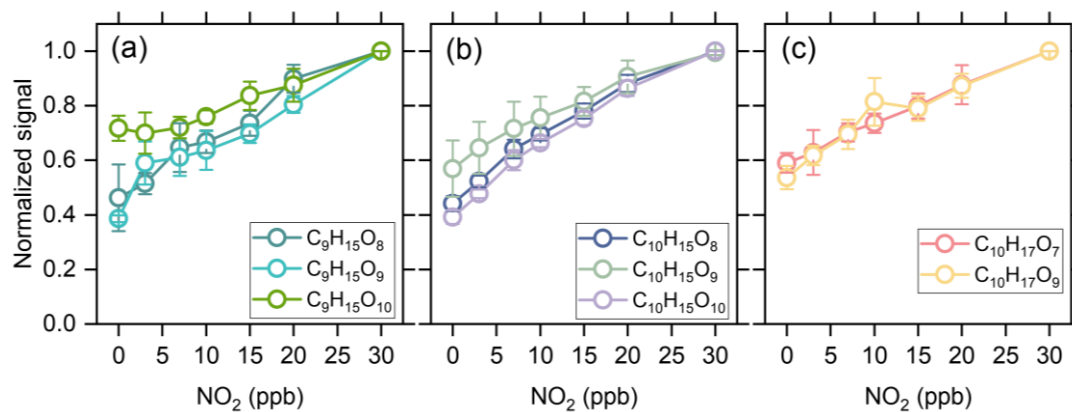 Normalized signal
1.0
0.8
0.6
0.4
0.2
0.0
(a)
C₉H₁₅O₈
C₉H₁₅O₉
C₉H₁₅O₁₀
0 5 10 15 20 25 30
NO₂ (ppb)
(b)
C₁₀H₁₅O₈
C₁₀H₁₅O₉
C₁₀H₁₅O₁₀
0 5 10 15 20 25 30
NO₂ (ppb)
(c)
C₁₀H₁₇O₇
C₁₀H₁₇O₉
0 5 10 15 20 25 30
NO₂ (ppb)